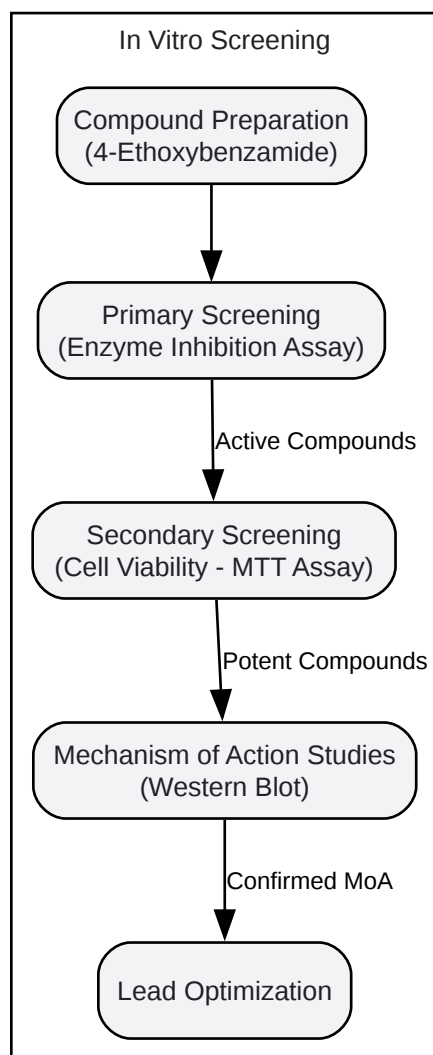 In Vitro Screening
Compound Preparation
(4-Ethoxybenzamide)
Primary Screening
(Enzyme Inhibition Assay)
Active Compounds
Secondary Screening
(Cell Viability - MTT Assay)
Potent Compounds
Mechanism of Action Studies
(Western Blot)
Confirmed MoA
Lead Optimization